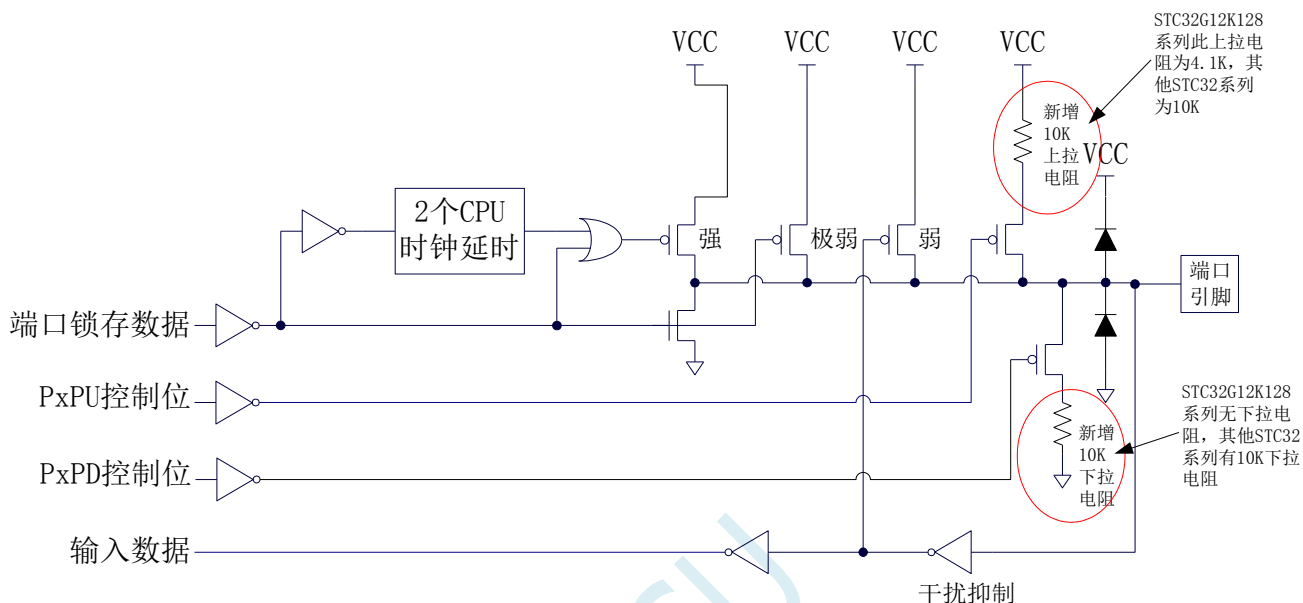 STC32G12K128
系列此上拉电
阻为4.1K，其
他STC32系列
为10K
VCC
VCC
VCC
VCC
新增
10K
上拉
电阻
VCC
2个CPU
时钟延时
强
极弱
弱
端口
引脚
端口锁存数据
PxPU控制位
STC32G12K128
系列无下拉电
阻，其他STC32
系列有10K下拉
电阻
新增
10K
下拉
电阻
PxPD控制位
输入数据
干扰抑制